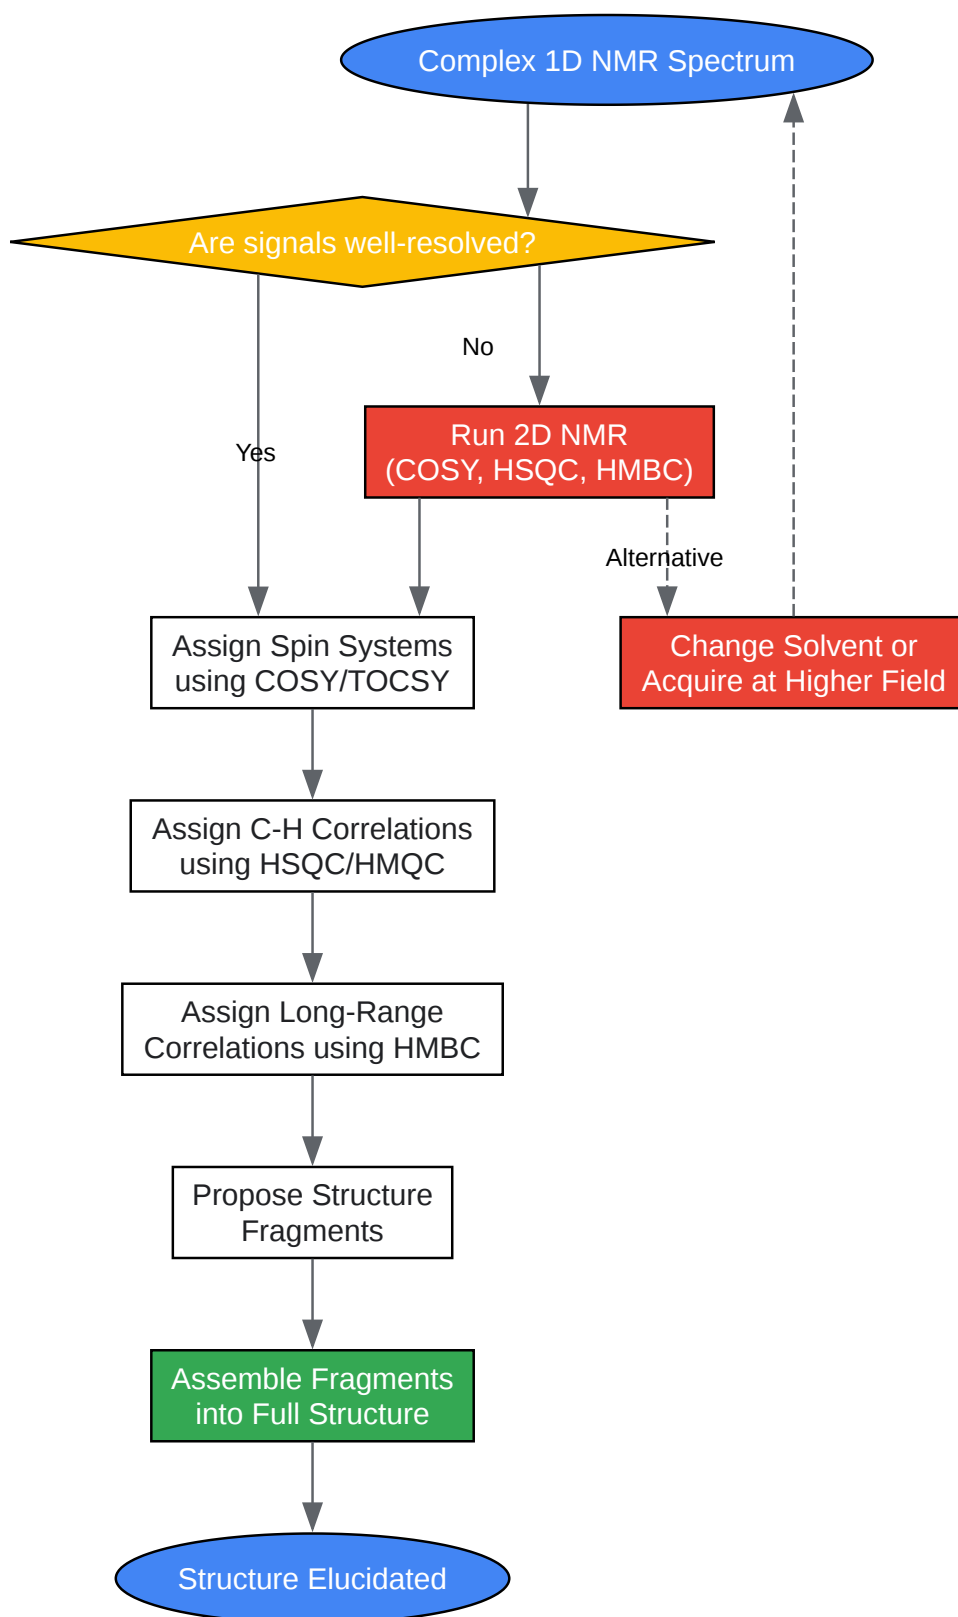 Complex 1D NMR Spectrum
Are signals well-resolved?
No
Yes
Run 2D NMR
(COSY, HSQC, HMBC)
Alternative
Assign Spin Systems
using COSY/TOCSY
Change Solvent or
Acquire at Higher Field
Assign C-H Correlations
using HSQC/HMQC
Assign Long-Range
Correlations using HMBC
Propose Structure
Fragments
Assemble Fragments
into Full Structure
Structure Elucidated